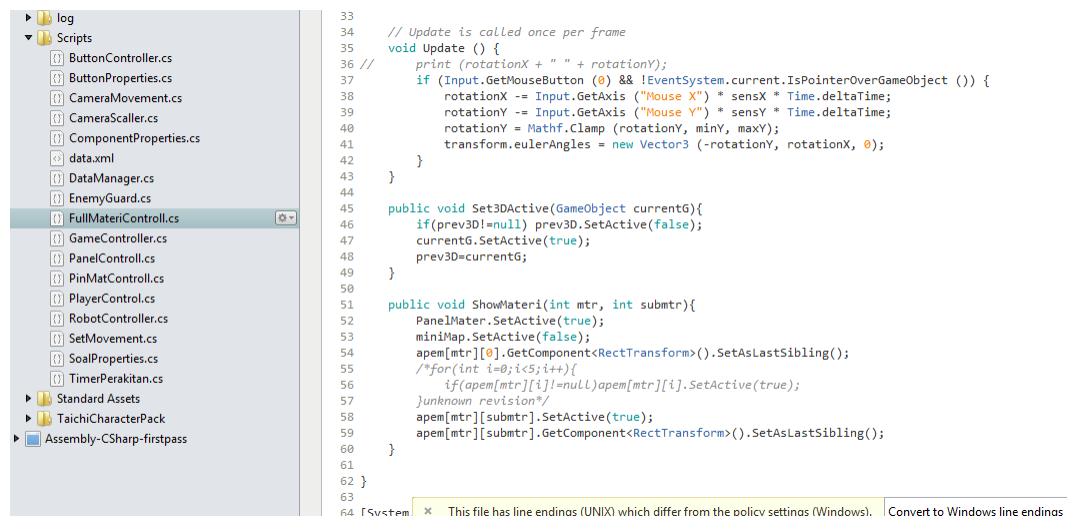 log
Scripts
ButtonController.cs
ButtonProperties.cs
CameraMovement.cs
CameraScaller.cs
ComponentProperties.cs
data.xml
DataManager.cs
EnemyGuard.cs
FullMateriControll.cs
GameController.cs
PanelControll.cs
PinMatControll.cs
PlayerControl.cs
RobotController.cs
SetMovement.cs
SoalProperties.cs
TimerPerakitan.cs
Standard Assets
TaichiCharacterPack
Assembly-CSharp-firstpass
33
34 // Update is called once per frame
35 void Update () {
36 // print (rotationX + " " + rotationY);
37 if (Input.GetMouseButton (0) && !EventSystem.current.IsPointerOverGameObject ()) {
38 rotationX -= Input.GetAxis ("Mouse X") * sensX * Time.deltaTime;
39 rotationY -= Input.GetAxis ("Mouse Y") * sensY * Time.deltaTime;
40 rotationY = Mathf.Clamp (rotationY, minY, maxY);
41 transform.eulerAngles = new Vector3 (-rotationY, rotationX, 0);
42 }
43 }
44
45 public void Set3DActive(GameObject currentG){
46 if(prev3D!=null) prev3D.SetActive(false);
47 currentG.SetActive(true);
48 prev3D=currentG;
49 }
50
51 public void ShowMateri(int mtr, int submtr){
52 PanelMater.SetActive(true);
53 miniMap.SetActive(false);
54 apem[mtr][0].GetComponent<RectTransform>().SetAsLastSibling();
55 /*for(int i=0;i<5;i++){
56 if(apem[mtr][i]!=null)apem[mtr][i].SetActive(true);
57 }unknown revision*/
58 apem[mtr][submtr].SetActive(true);
59 apem[mtr][submtr].GetComponent<RectTransform>().SetAsLastSibling();
60 }
61
62 }
63
64 [System.
This file has line endings (UNIX) which differ from the policy settings (Windows).
Convert to Windows line endings